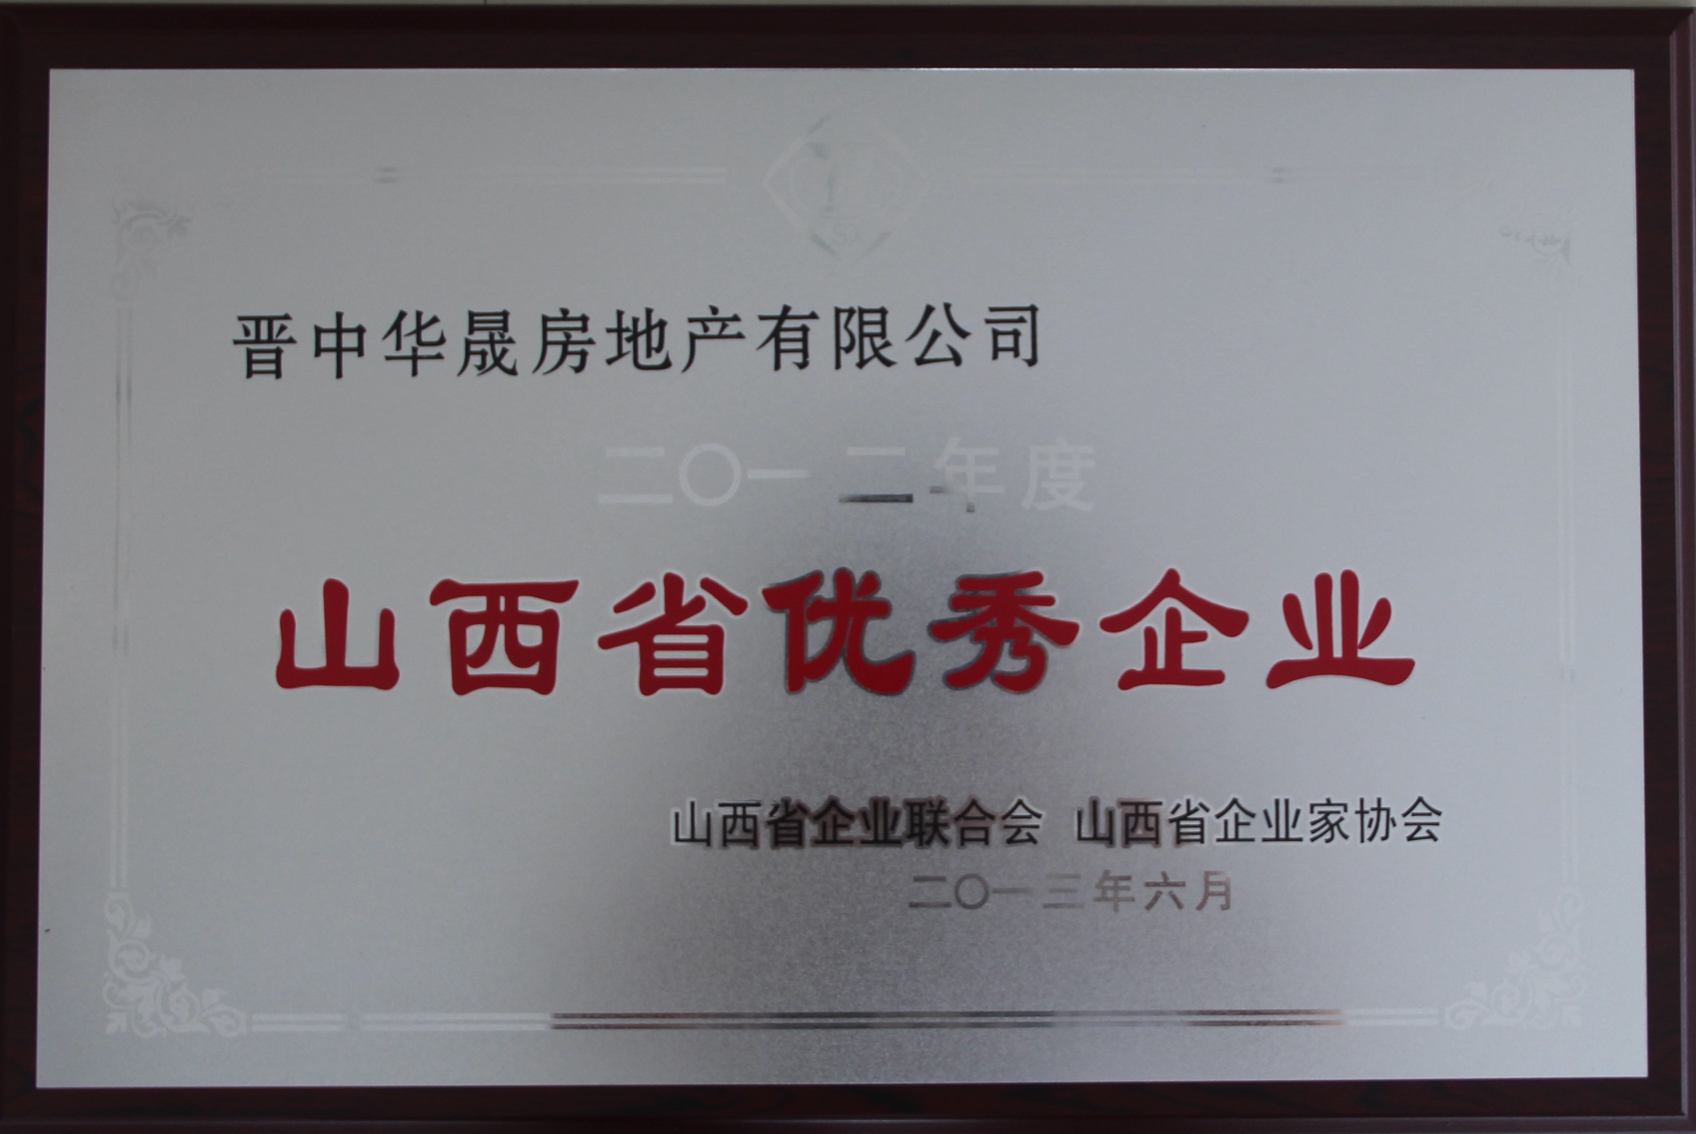 晋中华晟房地产有限公司
二〇一二年度
山西省优秀企业
山西省企业联合会 山西省企业家协会
二〇一三年六月